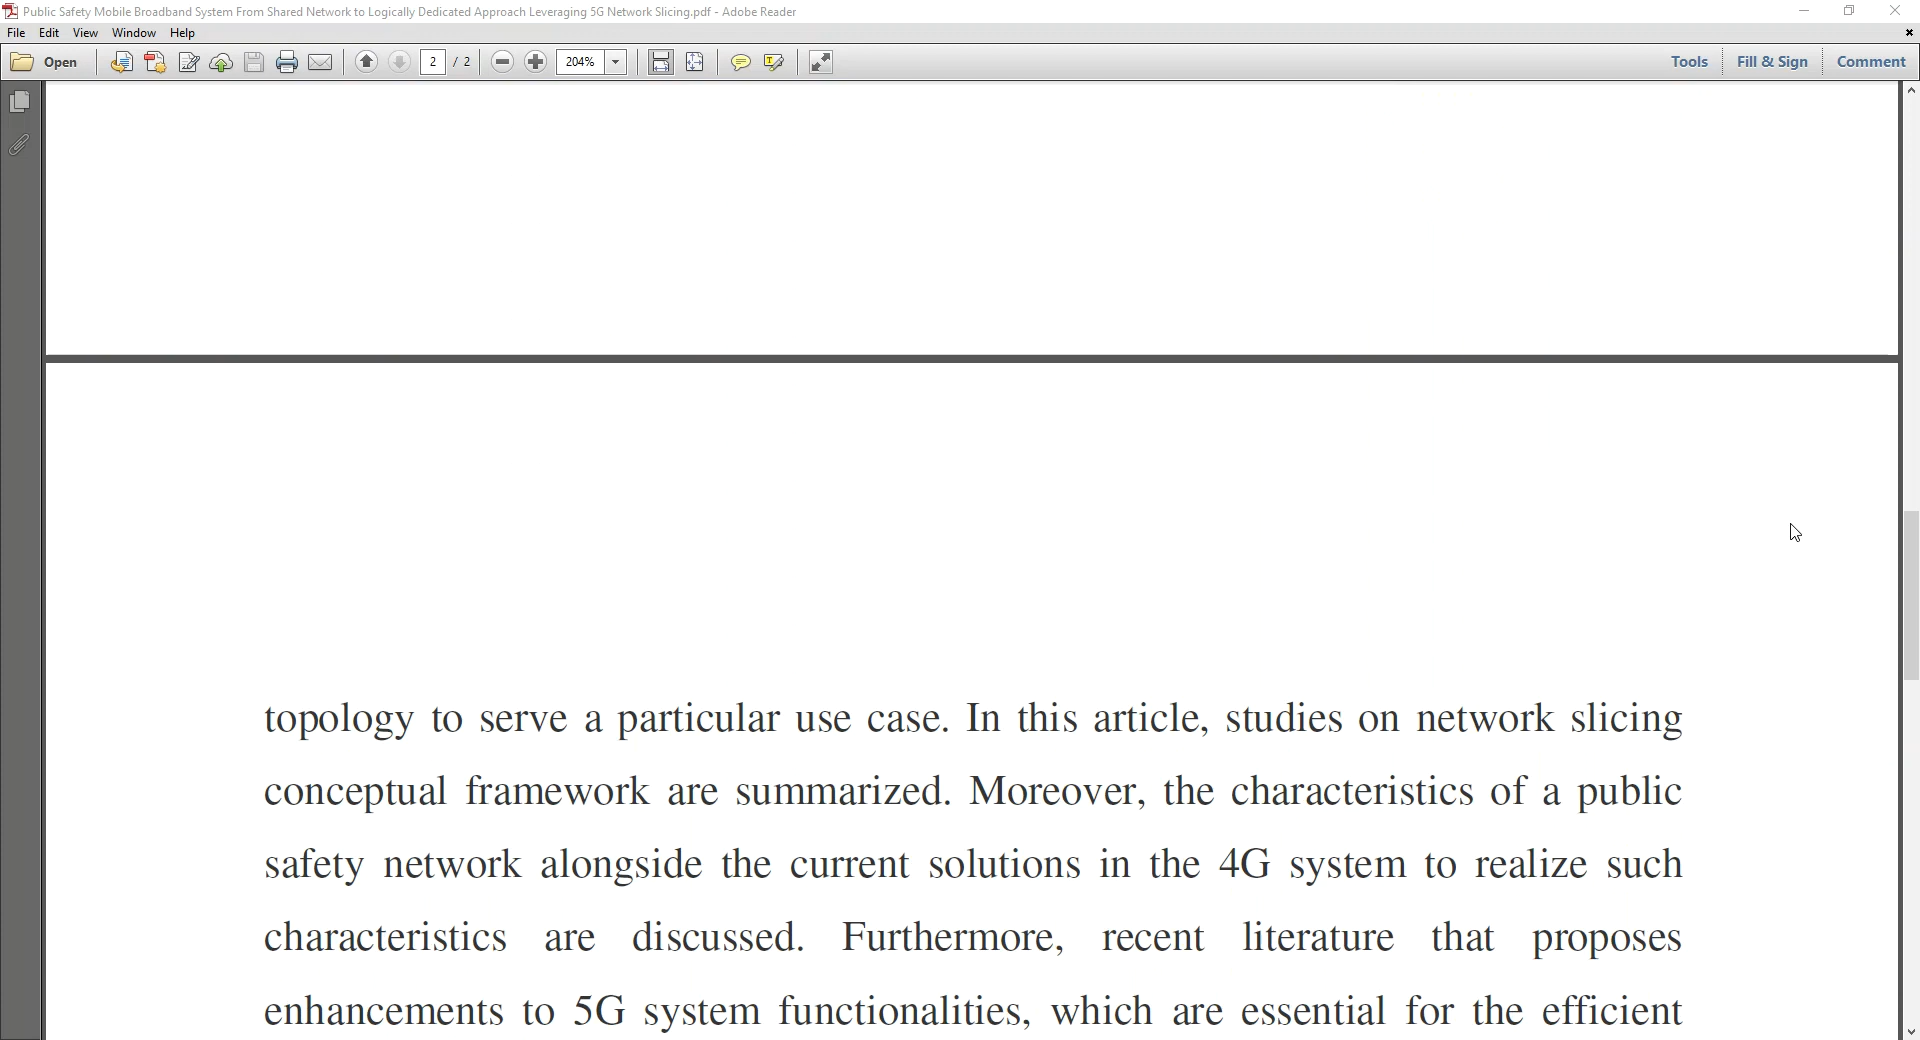 Public Safety Mobile Broadband System From Shared Network to Logically Dedicated Approach Leveraging 5G Network Slicing.pdf - Adobe Reader
File Edit View Window Help
Open 2 / 2 204% Tools Fill & Sign Comment
topology to serve a particular use case. In this article, studies on network slicing
conceptual framework are summarized. Moreover, the characteristics of a public
safety network alongside the current solutions in the 4G system to realize such
characteristics are discussed. Furthermore, recent literature that proposes
enhancements to 5G system functionalities, which are essential for the efficient